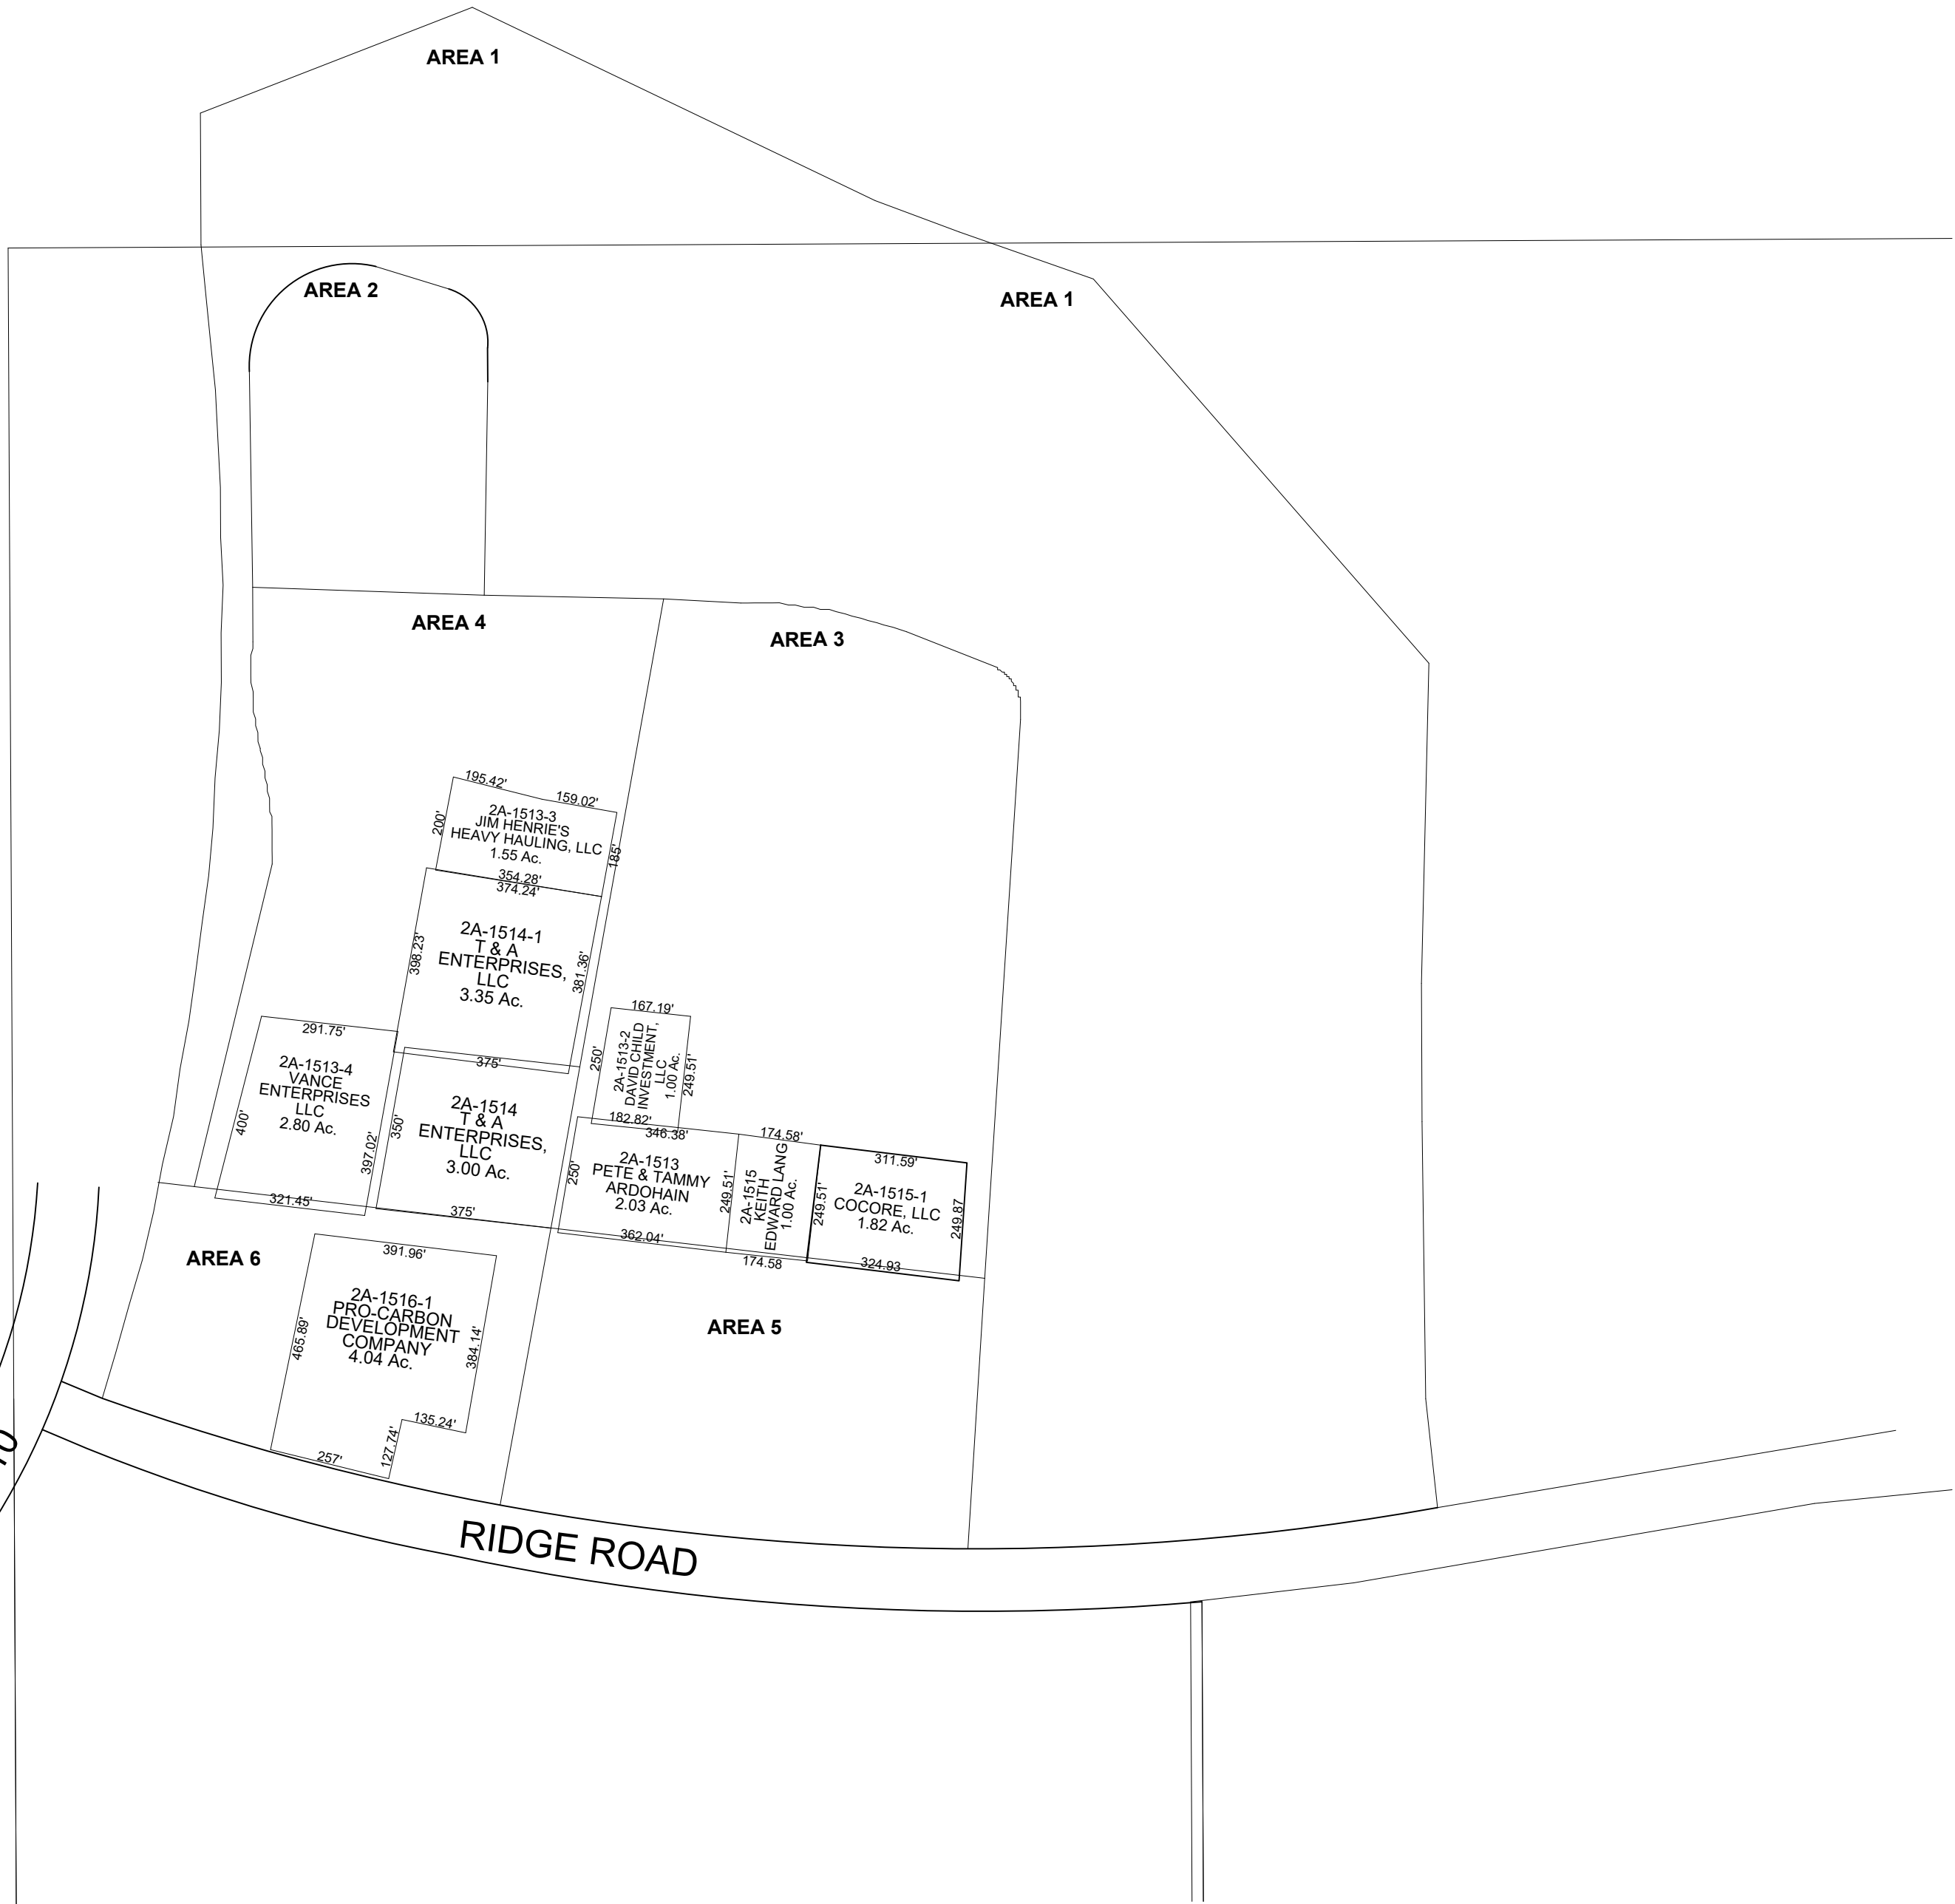 AREA 1
AREA 2
AREA 1
AREA 4
AREA 3
195.42'
159.02'
200'
2A-1513-3
JIM HENRIE'S
HEAVY HAULING, LLC
1.55 Ac.
185'
354.28'
374.24'
398.23'
2A-1514-1
T & A
ENTERPRISES,
LLC
3.35 Ac.
381.36'
375'
291.75'
2A-1513-4
VANCE
ENTERPRISES
LLC
2.80 Ac.
400'
397.02'
321.45'
350'
2A-1514
T & A
ENTERPRISES,
LLC
3.00 Ac.
375'
167.19'
250'
2A-1513-2
DAVID CHILD
INVESTMENT,
LLC
1.00 Ac.
249.51'
182.82'
346.38'
250'
2A-1513
PETE & TAMMY
ARDOHAIN
2.03 Ac.
249.51'
362.04'
174.58'
2A-1515
KEITH
EDWARD LANG
1.00 Ac.
174.58
311.59'
249.51'
2A-1515-1
COCORE, LLC
1.82 Ac.
249.87
324.93
AREA 6
391.96'
465.89'
2A-1516-1
PRO-CARBON
DEVELOPMENT
COMPANY
4.04 Ac.
384.14'
135.24'
127.74'
257'
AREA 5
RIDGE ROAD